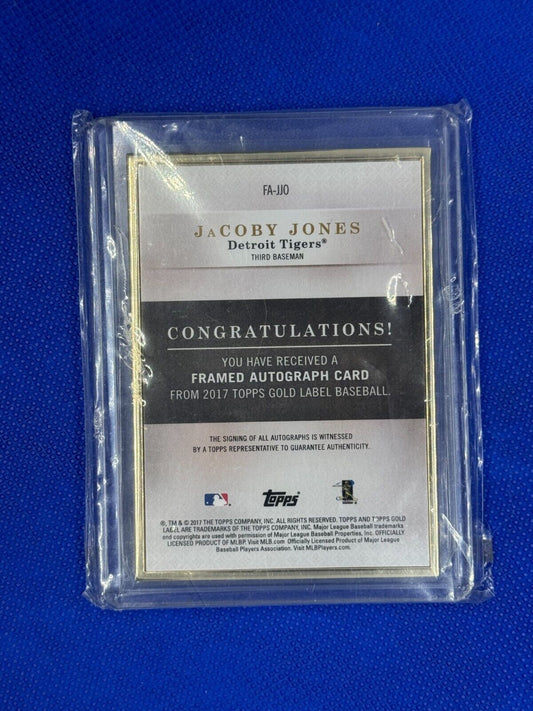 FA-JJO
JaCOBY JONES
Detroit Tigers®
THIRD BASEMAN
CONGRATULATIONS!
YOU HAVE RECEIVED A
FRAMED AUTOGRAPH CARD
FROM 2017 TOPPS GOLD LABEL BASEBALL.
THE SIGNING OF ALL AUTOGRAPHS IS WITNESSED
BY A TOPPS REPRESENTATIVE TO GUARANTEE AUTHENTICITY.
topps
®, TM & © 2017 THE TOPPS COMPANY, INC. ALL RIGHTS RESERVED. TOPPS AND TOPPS GOLD
LABEL ARE TRADEMARKS OF THE TOPPS COMPANY, INC. Major League Baseball trademarks
and copyrights are used with permission of Major League Baseball Properties, Inc. OFFICIALLY
LICENSED PRODUCT OF MLBP. Visit MLB.com Officially Licensed Product of Major League
Baseball Players Association. Visit MLBPlayers.com.